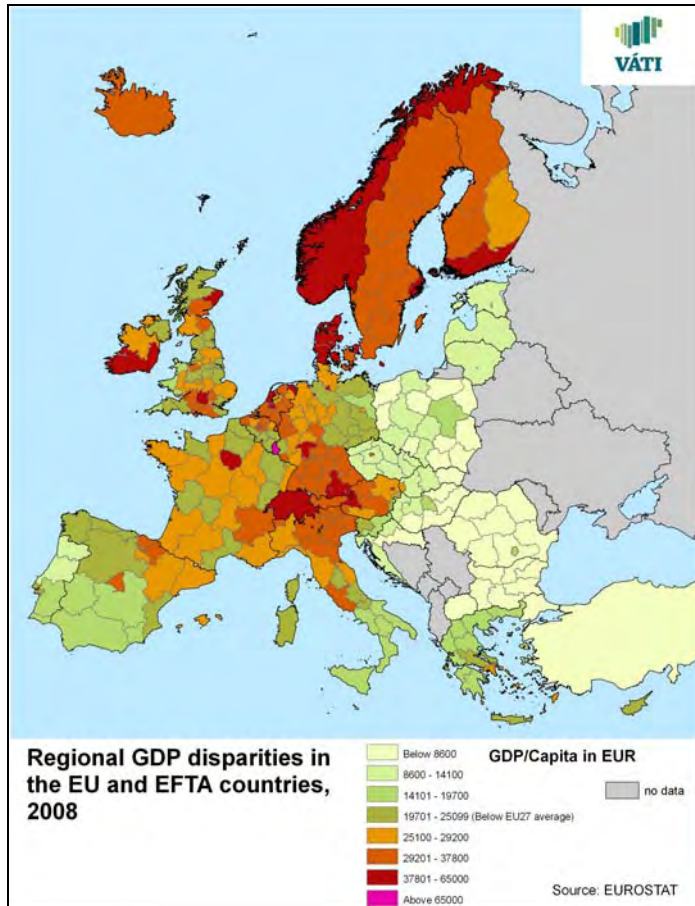 VÁTI
Regional GDP disparities in
the EU and EFTA countries,
2008
GDP/Capita in EUR
Below 8600
8600 - 14100
14101 - 19700
19701 - 25099 (Below EU27 average)
25100 - 29200
29201 - 37800
37801 - 65000
Above 65000
no data
Source: EUROSTAT